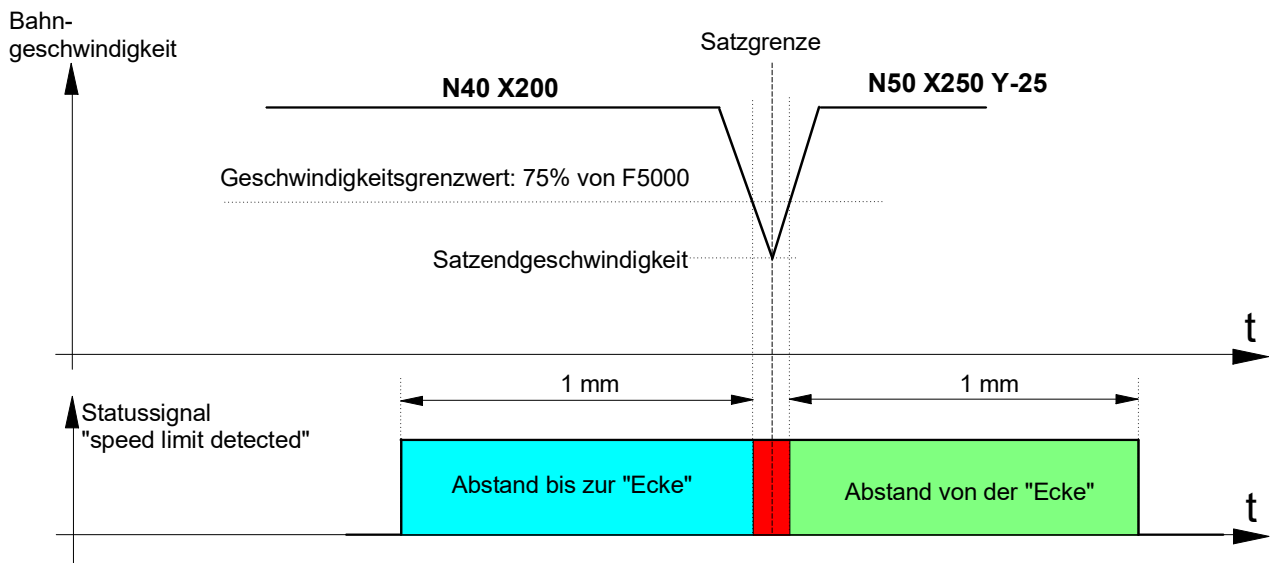 Bahn-
geschwindigkeit
Satzgrenze
N40 X200
N50 X250 Y-25
Geschwindigkeitsgrenzwert: 75% von F5000
Satzendgeschwindigkeit
t
1 mm
1 mm
Statussignal
"speed limit detected"
Abstand bis zur "Ecke"
Abstand von der "Ecke"
t